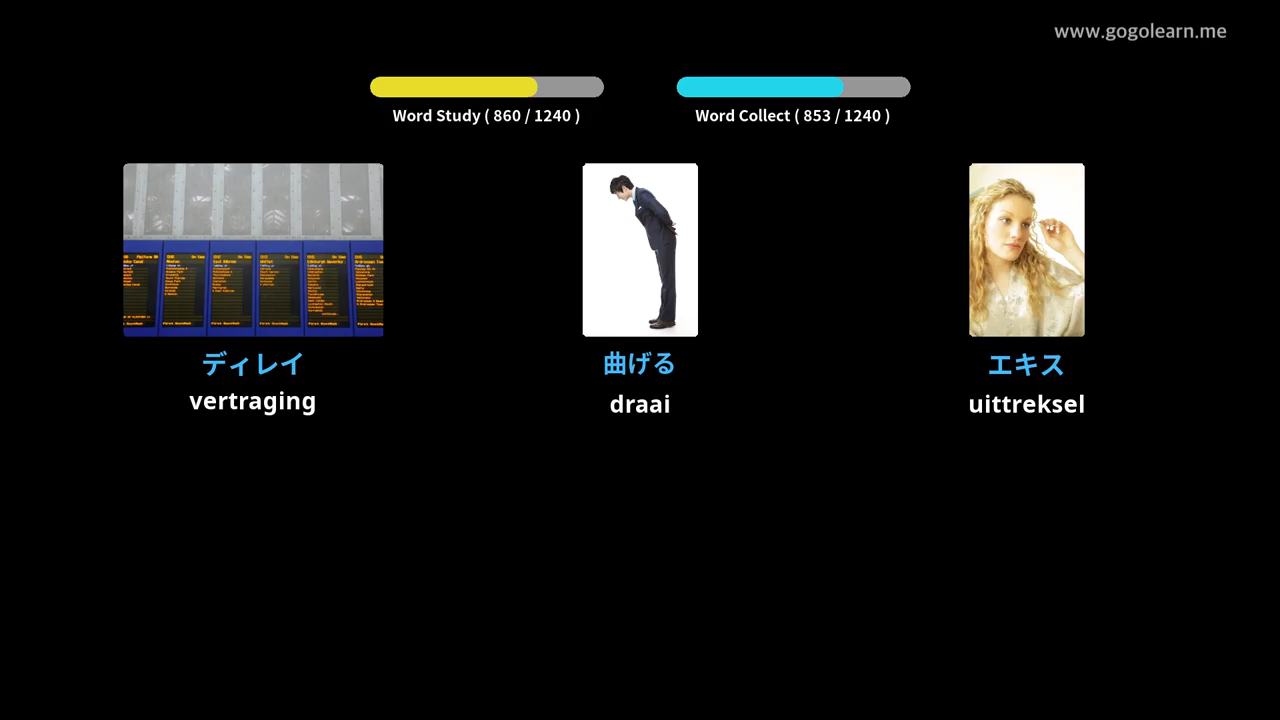 www.gogolearn.me
Word Study ( 860 / 1240 )
Word Collect ( 853 / 1240 )
ディレイ
曲げる
エキス
vertraging
draai
uittreksel